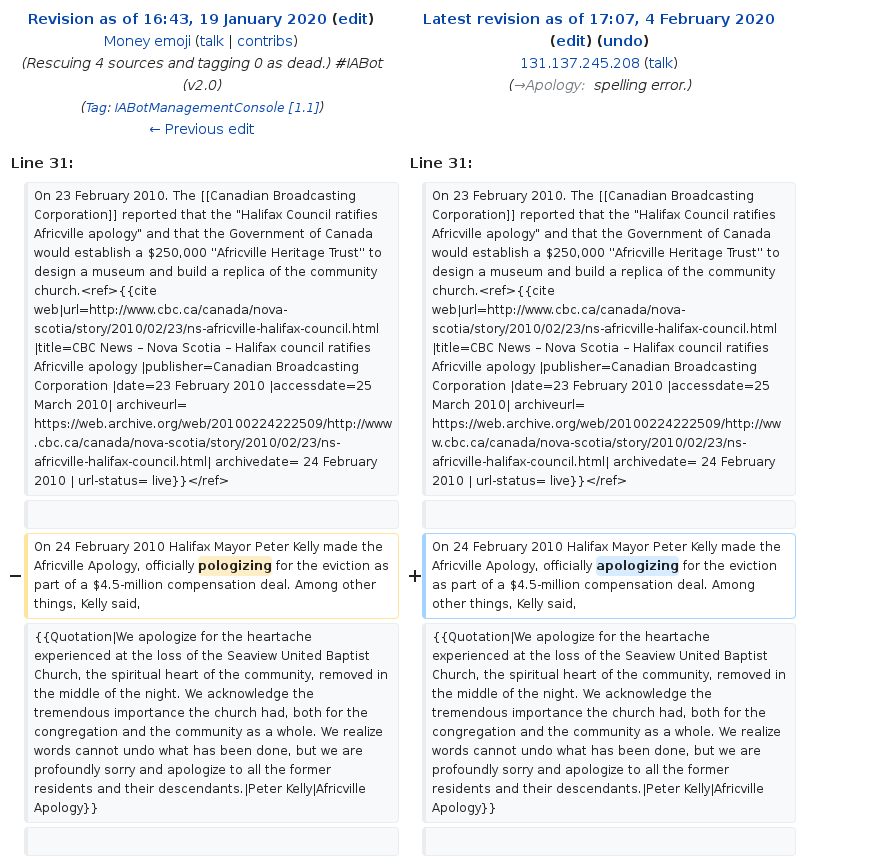 Revision as of 16:43, 19 January 2020 (edit)
Money emoji (talk | contribs)
(Rescuing 4 sources and tagging 0 as dead.) #IABot
(v2.0)
(Tag: IABotManagementConsole [1.1])
← Previous edit
Line 31:
On 23 February 2010. The [[Canadian Broadcasting
Corporation]] reported that the "Halifax Council ratifies
Africville apology" and that the Government of Canada
would establish a $250,000 ''Africville Heritage Trust'' to
design a museum and build a replica of the community
church.<ref>{{cite
web|url=http://www.cbc.ca/canada/nova-
scotia/story/2010/02/23/ns-africville-halifax-council.html
|title=CBC News – Nova Scotia – Halifax council ratifies
Africville apology |publisher=Canadian Broadcasting
Corporation |date=23 February 2010 |accessdate=25
March 2010| archiveurl=
https://web.archive.org/web/20100224222509/http://www
.cbc.ca/canada/nova-scotia/story/2010/02/23/ns-
africville-halifax-council.html| archivedate= 24 February
2010 | url-status= live}}</ref>
− On 24 February 2010 Halifax Mayor Peter Kelly made the
Africville Apology, officially pologizing for the eviction as
part of a $4.5-million compensation deal. Among other
things, Kelly said,
{{Quotation|We apologize for the heartache
experienced at the loss of the Seaview United Baptist
Church, the spiritual heart of the community, removed in
the middle of the night. We acknowledge the
tremendous importance the church had, both for the
congregation and the community as a whole. We realize
words cannot undo what has been done, but we are
profoundly sorry and apologize to all the former
residents and their descendants.|Peter Kelly|Africville
Apology}}
Latest revision as of 17:07, 4 February 2020
(edit) (undo)
131.137.245.208 (talk)
(→Apology: spelling error.)
Line 31:
On 23 February 2010. The [[Canadian Broadcasting
Corporation]] reported that the "Halifax Council ratifies
Africville apology" and that the Government of Canada
would establish a $250,000 ''Africville Heritage Trust'' to
design a museum and build a replica of the community
church.<ref>{{cite
web|url=http://www.cbc.ca/canada/nova-
scotia/story/2010/02/23/ns-africville-halifax-council.html
|title=CBC News – Nova Scotia – Halifax council ratifies
Africville apology |publisher=Canadian Broadcasting
Corporation |date=23 February 2010 |accessdate=25
March 2010| archiveurl=
https://web.archive.org/web/20100224222509/http://ww
w.cbc.ca/canada/nova-scotia/story/2010/02/23/ns-
africville-halifax-council.html| archivedate= 24 February
2010 | url-status= live}}</ref>
+ On 24 February 2010 Halifax Mayor Peter Kelly made the
Africville Apology, officially apologizing for the eviction
as part of a $4.5-million compensation deal. Among
other things, Kelly said,
{{Quotation|We apologize for the heartache
experienced at the loss of the Seaview United Baptist
Church, the spiritual heart of the community, removed in
the middle of the night. We acknowledge the
tremendous importance the church had, both for the
congregation and the community as a whole. We realize
words cannot undo what has been done, but we are
profoundly sorry and apologize to all the former
residents and their descendants.|Peter Kelly|Africville
Apology}}